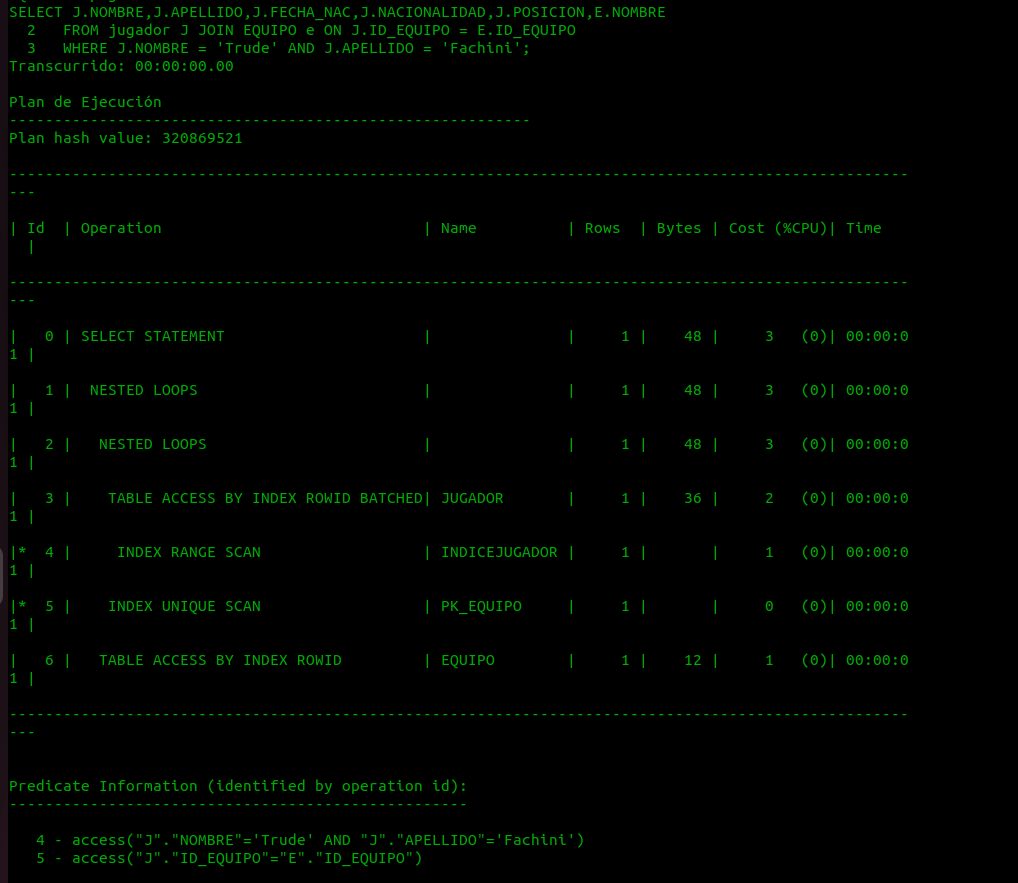 SELECT J.NOMBRE,J.APELLIDO,J.FECHA_NAC,J.NACIONALIDAD,J.POSICION,E.NOMBRE
  2   FROM jugador J JOIN EQUIPO e ON J.ID_EQUIPO = E.ID_EQUIPO
  3   WHERE J.NOMBRE = 'Trude' AND J.APELLIDO = 'Fachini';
Transcurrido: 00:00:00.00
Plan de Ejecución
----------------------------------------------------------
Plan hash value: 320869521
----------------------------------------------------------------------------------------------------
---
| Id  | Operation                             | Name          | Rows  | Bytes | Cost (%CPU)| Time
  |
----------------------------------------------------------------------------------------------------
---
|   0 | SELECT STATEMENT                      |               |     1 |    48 |     3   (0)| 00:00:0
1 |
|   1 |  NESTED LOOPS                         |               |     1 |    48 |     3   (0)| 00:00:0
1 |
|   2 |   NESTED LOOPS                        |               |     1 |    48 |     3   (0)| 00:00:0
1 |
|   3 |    TABLE ACCESS BY INDEX ROWID BATCHED| JUGADOR       |     1 |    36 |     2   (0)| 00:00:0
1 |
|*  4 |     INDEX RANGE SCAN                  | INDICEJUGADOR |     1 |       |     1   (0)| 00:00:0
1 |
|*  5 |    INDEX UNIQUE SCAN                  | PK_EQUIPO     |     1 |       |     0   (0)| 00:00:0
1 |
|   6 |   TABLE ACCESS BY INDEX ROWID         | EQUIPO        |     1 |    12 |     1   (0)| 00:00:0
1 |
----------------------------------------------------------------------------------------------------
---
Predicate Information (identified by operation id):
---------------------------------------------------
   4 - access("J"."NOMBRE"='Trude' AND "J"."APELLIDO"='Fachini')
   5 - access("J"."ID_EQUIPO"="E"."ID_EQUIPO")